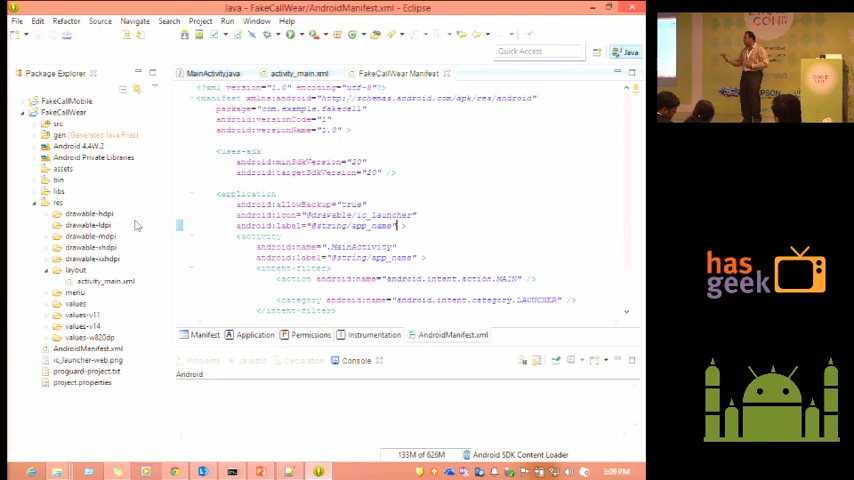 Java - FakeCallWear/AndroidManifest.xml - Eclipse
File Edit Refactor Source Navigate Search Project Run Window Help
Quick Access
Java
Package Explorer
MainActivity.java
activity_main.xml
FakeCallWear Manifest
FakeCallMobile
FakeCallWear
src
gen [Generated Java Files]
Android 4.4W.2
Android Private Libraries
assets
bin
libs
res
drawable-hdpi
drawable-ldpi
drawable-mdpi
drawable-xhdpi
drawable-xxhdpi
layout
activity_main.xml
menu
values
values-v11
values-v14
values-w820dp
AndroidManifest.xml
ic_launcher-web.png
proguard-project.txt
project.properties
<?xml version="1.0" encoding="utf-8"?>
<manifest xmlns:android="http://schemas.android.com/apk/res/android"
package="com.example.fakecall"
android:versionCode="1"
android:versionName="1.0" >
<uses-sdk
android:minSdkVersion="20"
android:targetSdkVersion="20" />
<application
android:allowBackup="true"
android:icon="@drawable/ic_launcher"
android:label="@string/app_name" >
<activity
android:name=".MainActivity"
android:label="@string/app_name" >
<intent-filter>
<action android:name="android.intent.action.MAIN" />
<category android:name="android.intent.category.LAUNCHER" />
</intent-filter>
Manifest
Application
Permissions
Instrumentation
AndroidManifest.xml
Problems
Javadoc
Declaration
Console
Android
133M of 626M
Android SDK Content Loader
3:09 PM
EPSON
has
geek